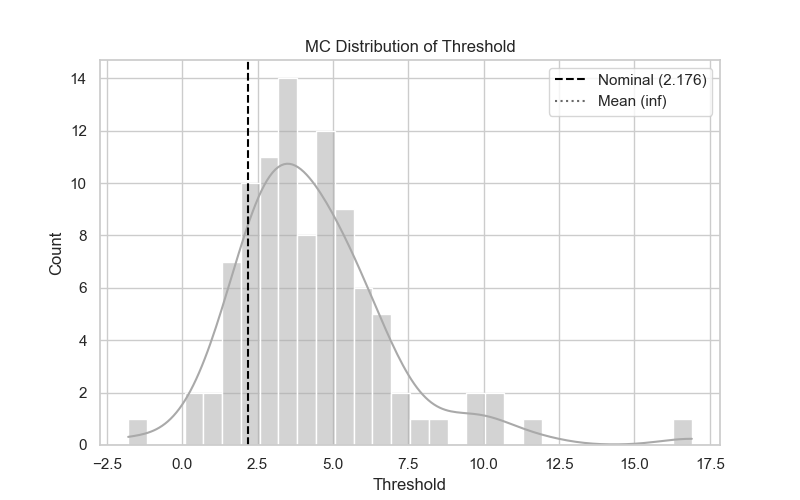 MC Distribution of Threshold
Nominal (2.176)
Mean (inf)
Count
14
12
10
8
6
4
2
0
−2.5 0.0 2.5 5.0 7.5 10.0 12.5 15.0 17.5
Threshold